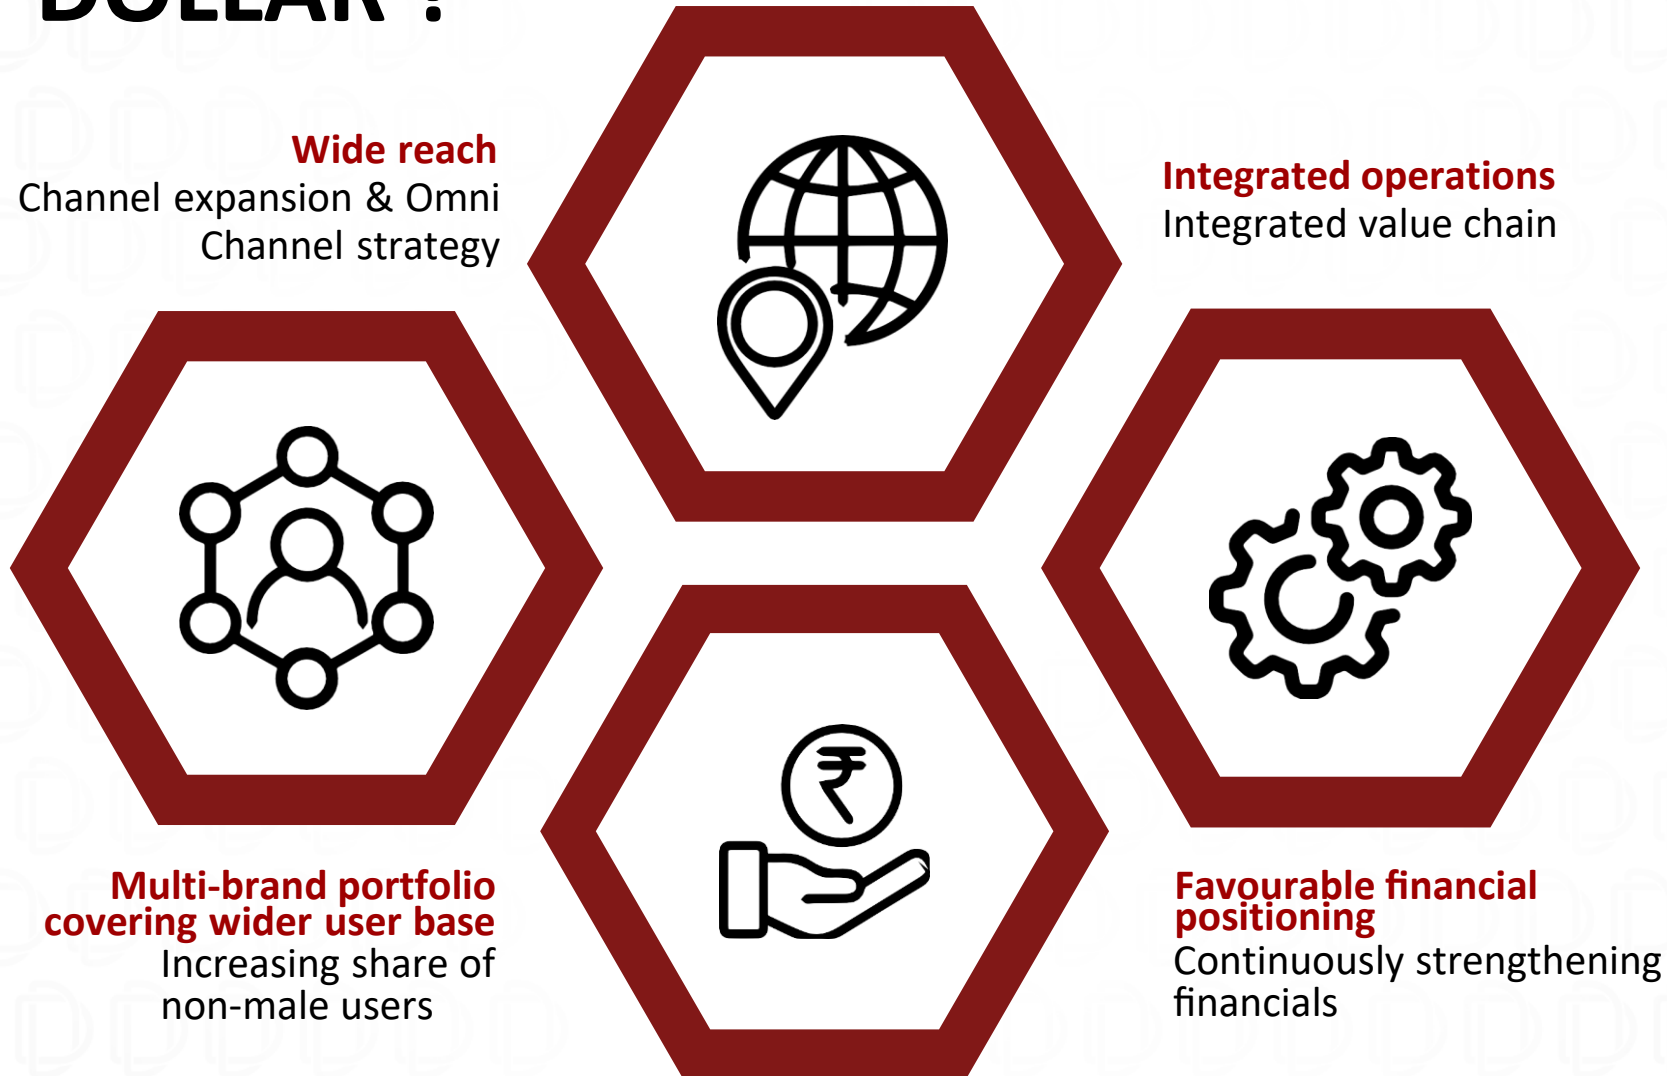 DOLLAR ?
Wide reach
Channel expansion & Omni
Channel strategy
Integrated operations
Integrated value chain
₹
Multi-brand portfolio
covering wider user base
Increasing share of
non-male users
Favourable financial
positioning
Continuously strengthening
financials